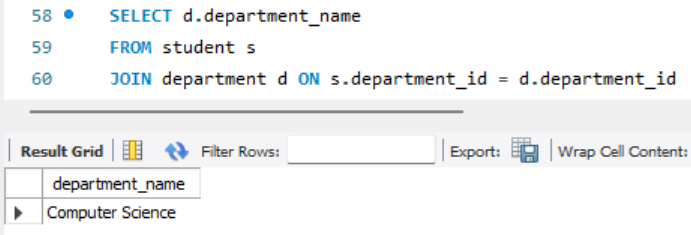 58 SELECT d.department_name
59 FROM student s
60 JOIN department d ON s.department_id = d.department_id
Result Grid Filter Rows: Export: Wrap Cell Content:
department_name
Computer Science